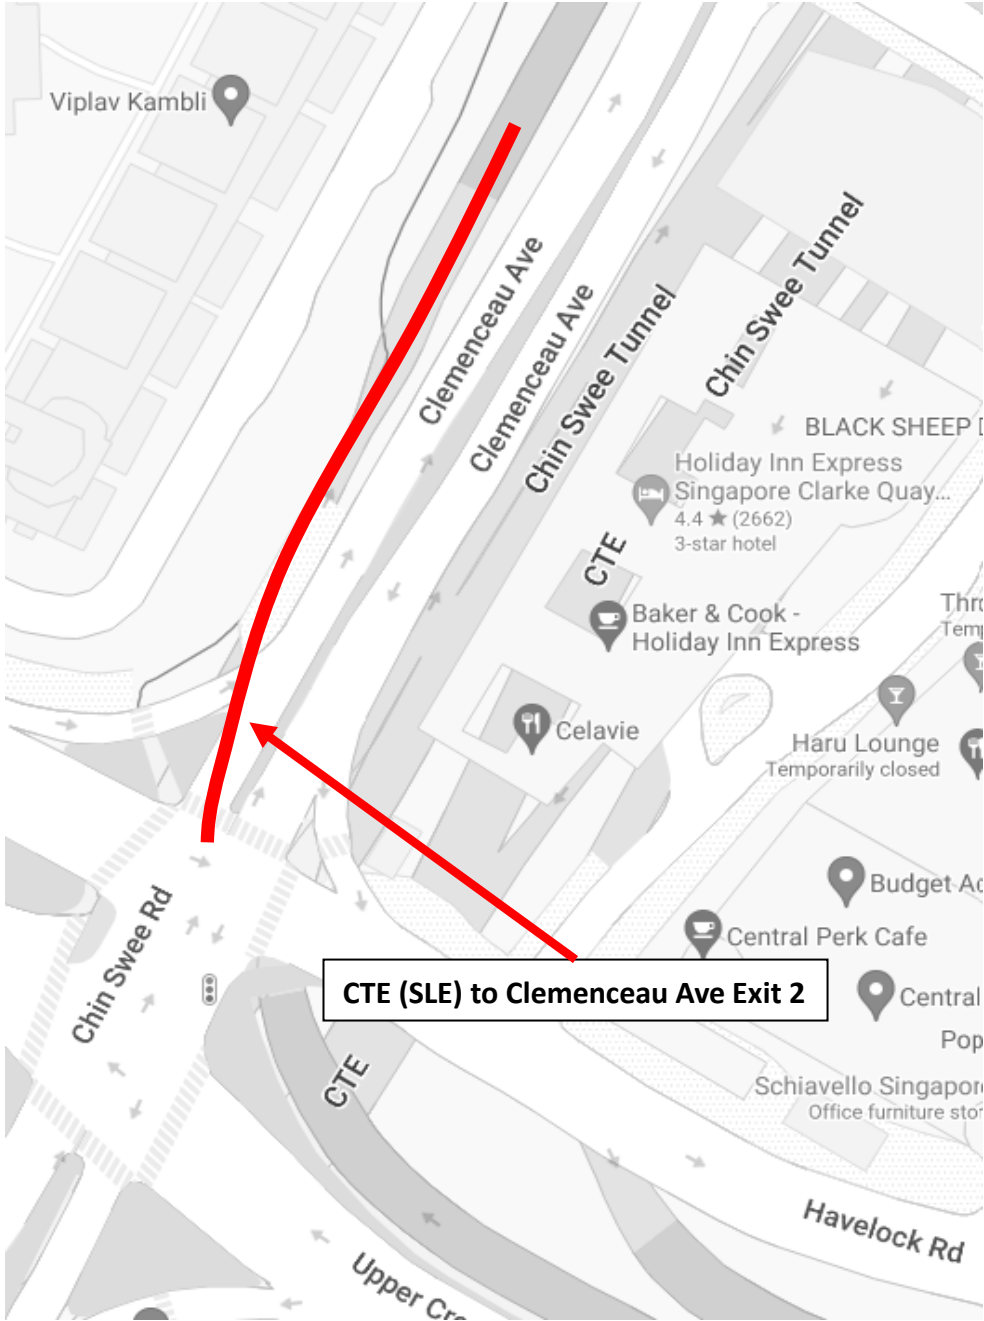 Viplav Kambli
Clemenceau Ave
Clemenceau Ave
Chin Swee Tunnel
Chin Swee Tunnel
BLACK SHEEP
Holiday Inn Express
Singapore Clarke Quay...
4.4 ★ (2662)
3-star hotel
CTE
Baker & Cook -
Holiday Inn Express
Celavie
Haru Lounge
Temporarily closed
Budget
Central Perk Cafe
Chin Swee Rd
CTE (SLE) to Clemenceau Ave Exit 2
Central
CTE
Schiavello Singapore
Office furniture
Havelock Rd
Upper